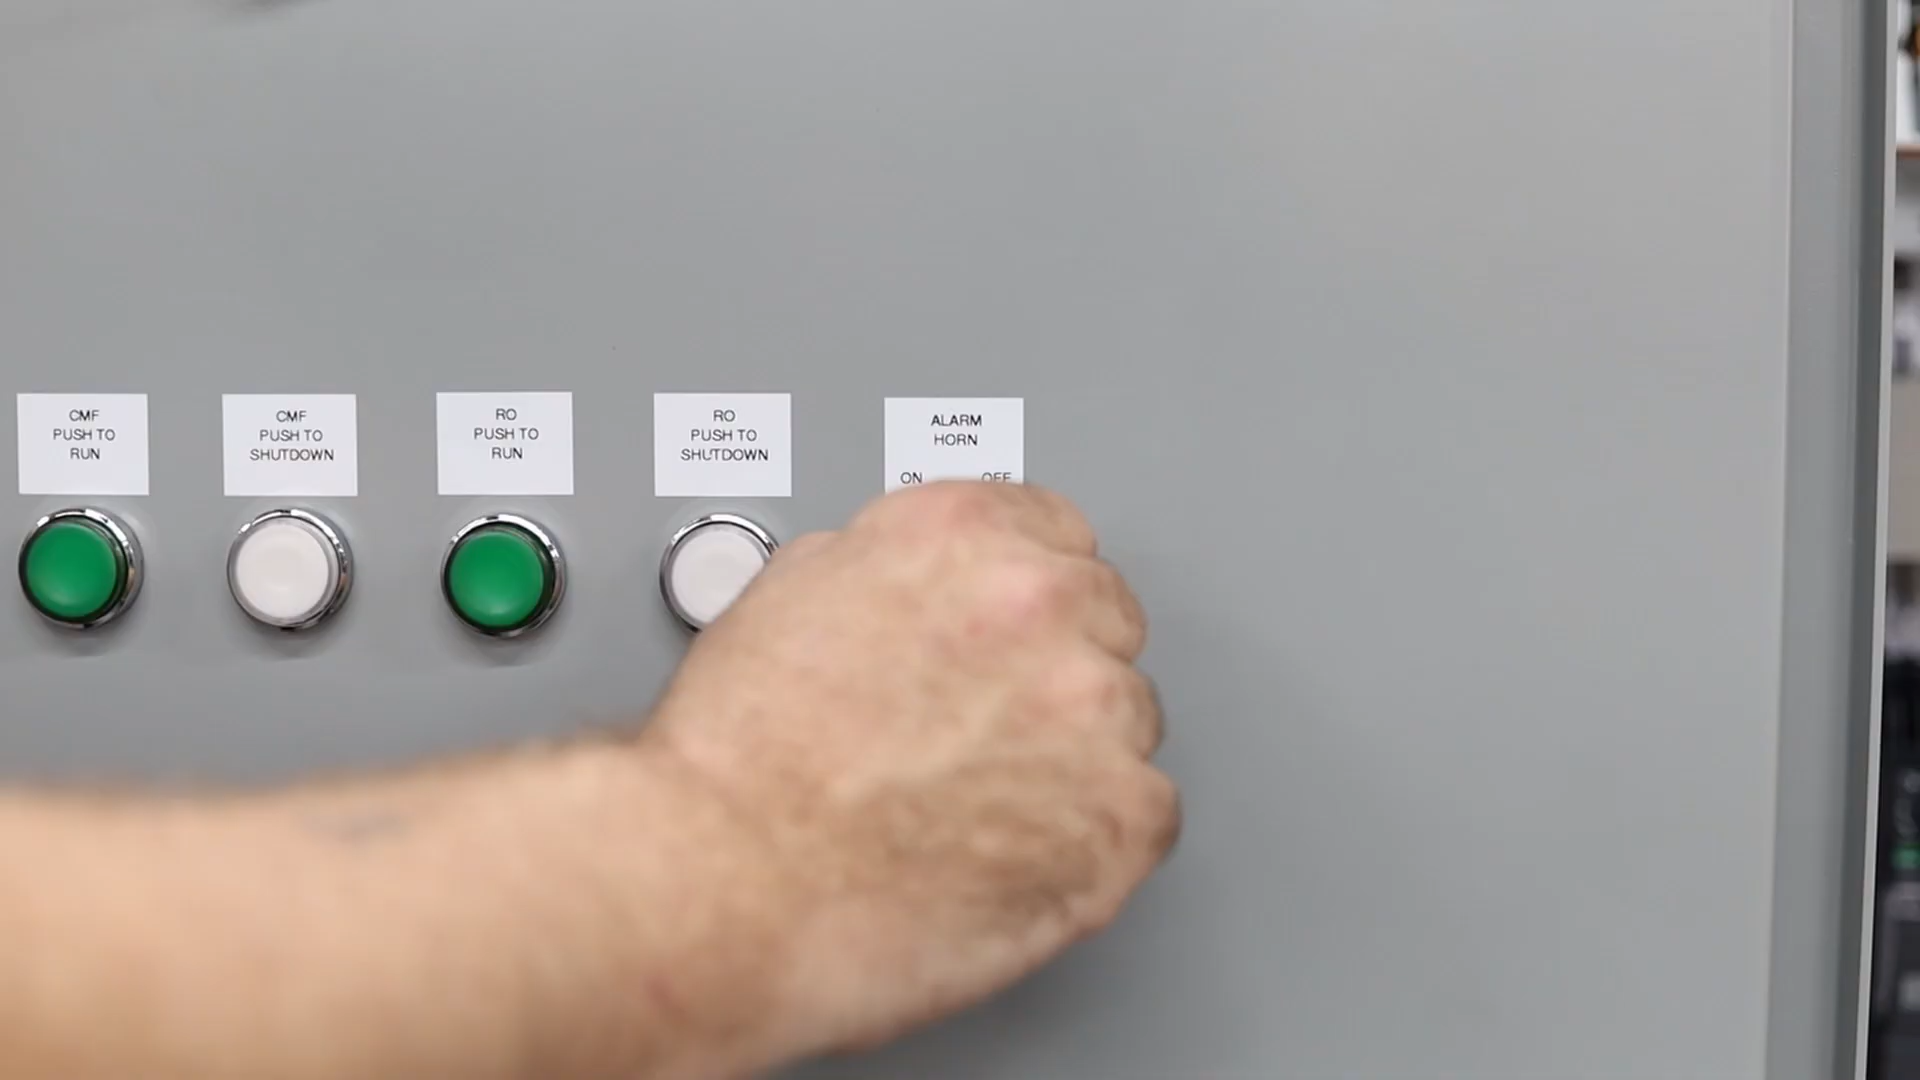 CMF
PUSH TO
RUN
CMF
PUSH TO
SHUTDOWN
RO
PUSH TO
RUN
RO
PUSH TO
SHUTDOWN
ALARM
HORN
ON OFF